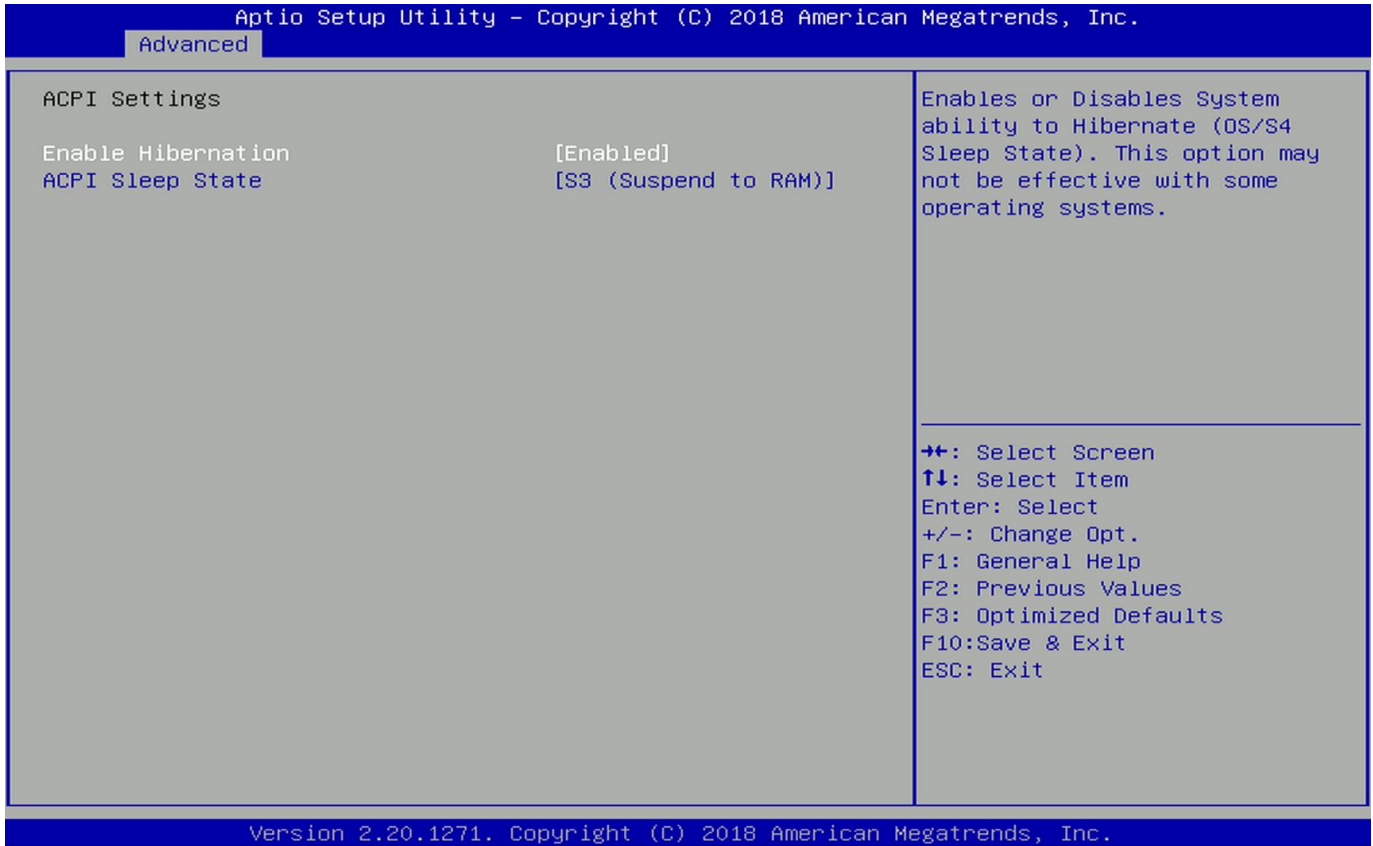 Aptio Setup Utility – Copyright (C) 2018 American Megatrends, Inc.
Advanced
ACPI Settings
Enable Hibernation [Enabled]
ACPI Sleep State [S3 (Suspend to RAM)]
Enables or Disables System
ability to Hibernate (OS/S4
Sleep State). This option may
not be effective with some
operating systems.
→←: Select Screen
↑↓: Select Item
Enter: Select
+/-: Change Opt.
F1: General Help
F2: Previous Values
F3: Optimized Defaults
F10:Save & Exit
ESC: Exit
Version 2.20.1271. Copyright (C) 2018 American Megatrends, Inc.